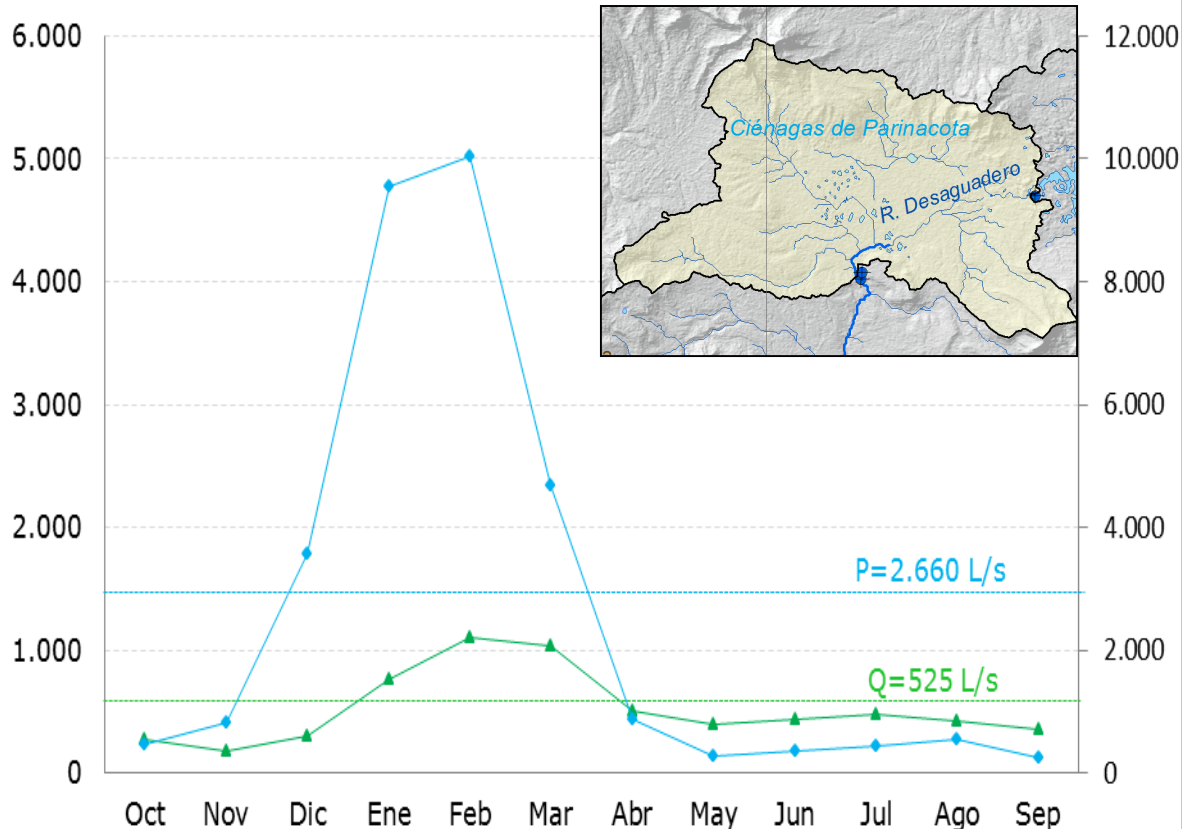 6.000
5.000
4.000
3.000
2.000
1.000
0
12.000
10.000
8.000
6.000
4.000
2.000
0
Ciénagas de Parinacota
R. Desaguadero
P=2.660 L/s
Q=525 L/s
Oct Nov Dic Ene Feb Mar Abr May Jun Jul Ago Sep